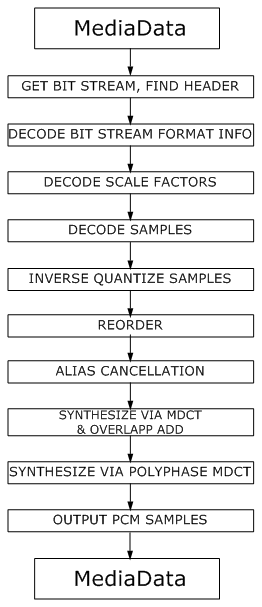 MediaData
GET BIT STREAM, FIND HEADER
DECODE BIT STREAM FORMAT INFO
DECODE SCALE FACTORS
DECODE SAMPLES
INVERSE QUANTIZE SAMPLES
REORDER
ALIAS CANCELLATION
SYNTHESIZE VIA MDCT
& OVERLAPP ADD
SYNTHESIZE VIA POLYPHASE MDCT
OUTPUT PCM SAMPLES
MediaData